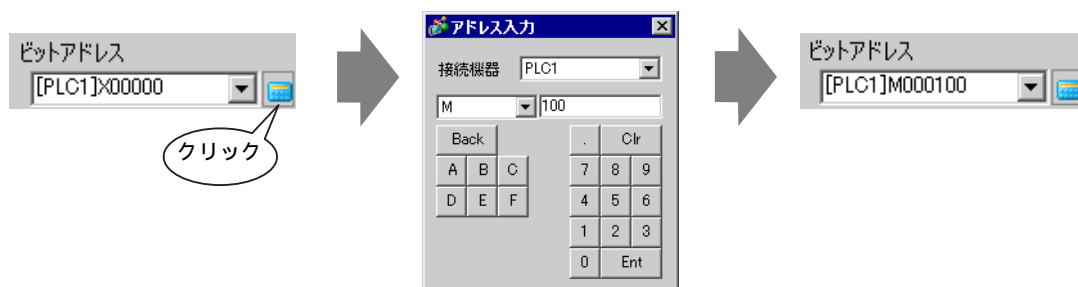 ビットアドレス
[PLC1]X00000
クリック
アドレス入力
接続機器 PLC1
M 100
Back . Clr
A B C 7 8 9
D E F 4 5 6
1 2 3
0 Ent
ビットアドレス
[PLC1]M000100